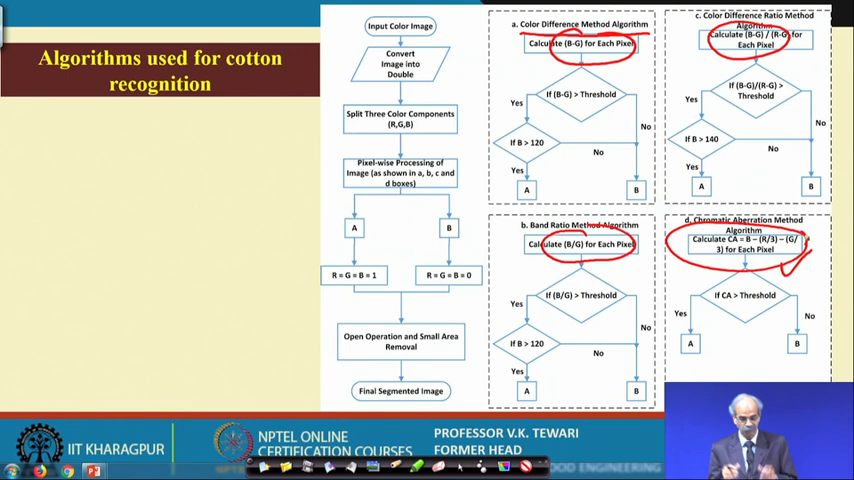 Algorithms used for cotton
recognition
Input Color Image
Convert
Image into
Double
Split Three Color Components
(R,G,B)
Pixel-wise Processing of
Image (as shown in a, b, c and
d boxes)
A
B
R = G = B = 1
R = G = B = 0
Open Operation and Small Area
Removal
Final Segmented Image
a. Color Difference Method Algorithm
Calculate (B-G) for Each Pixel
If (B-G) > Threshold
Yes
No
If B > 120
No
Yes
A
B
b. Band Ratio Method Algorithm
Calculate (B/G) for Each Pixel
If (B/G) > Threshold
Yes
No
If B > 120
No
Yes
A
B
c. Color Difference Ratio Method
Algorithm
Calculate (B-G) / (R-G) for
Each Pixel
If (B-G)/(R-G) >
Threshold
Yes
No
If B > 140
No
Yes
A
B
d. Chromatic Aberration Method
Algorithm
Calculate CA = B – (R/3) – (G/
3) for Each Pixel
If CA > Threshold
Yes
No
A
B
IIT KHARAGPUR
NPTEL ONLINE
CERTIFICATION COURSES
PROFESSOR V.K. TEWARI
FORMER HEAD
FOOD ENGINEERING